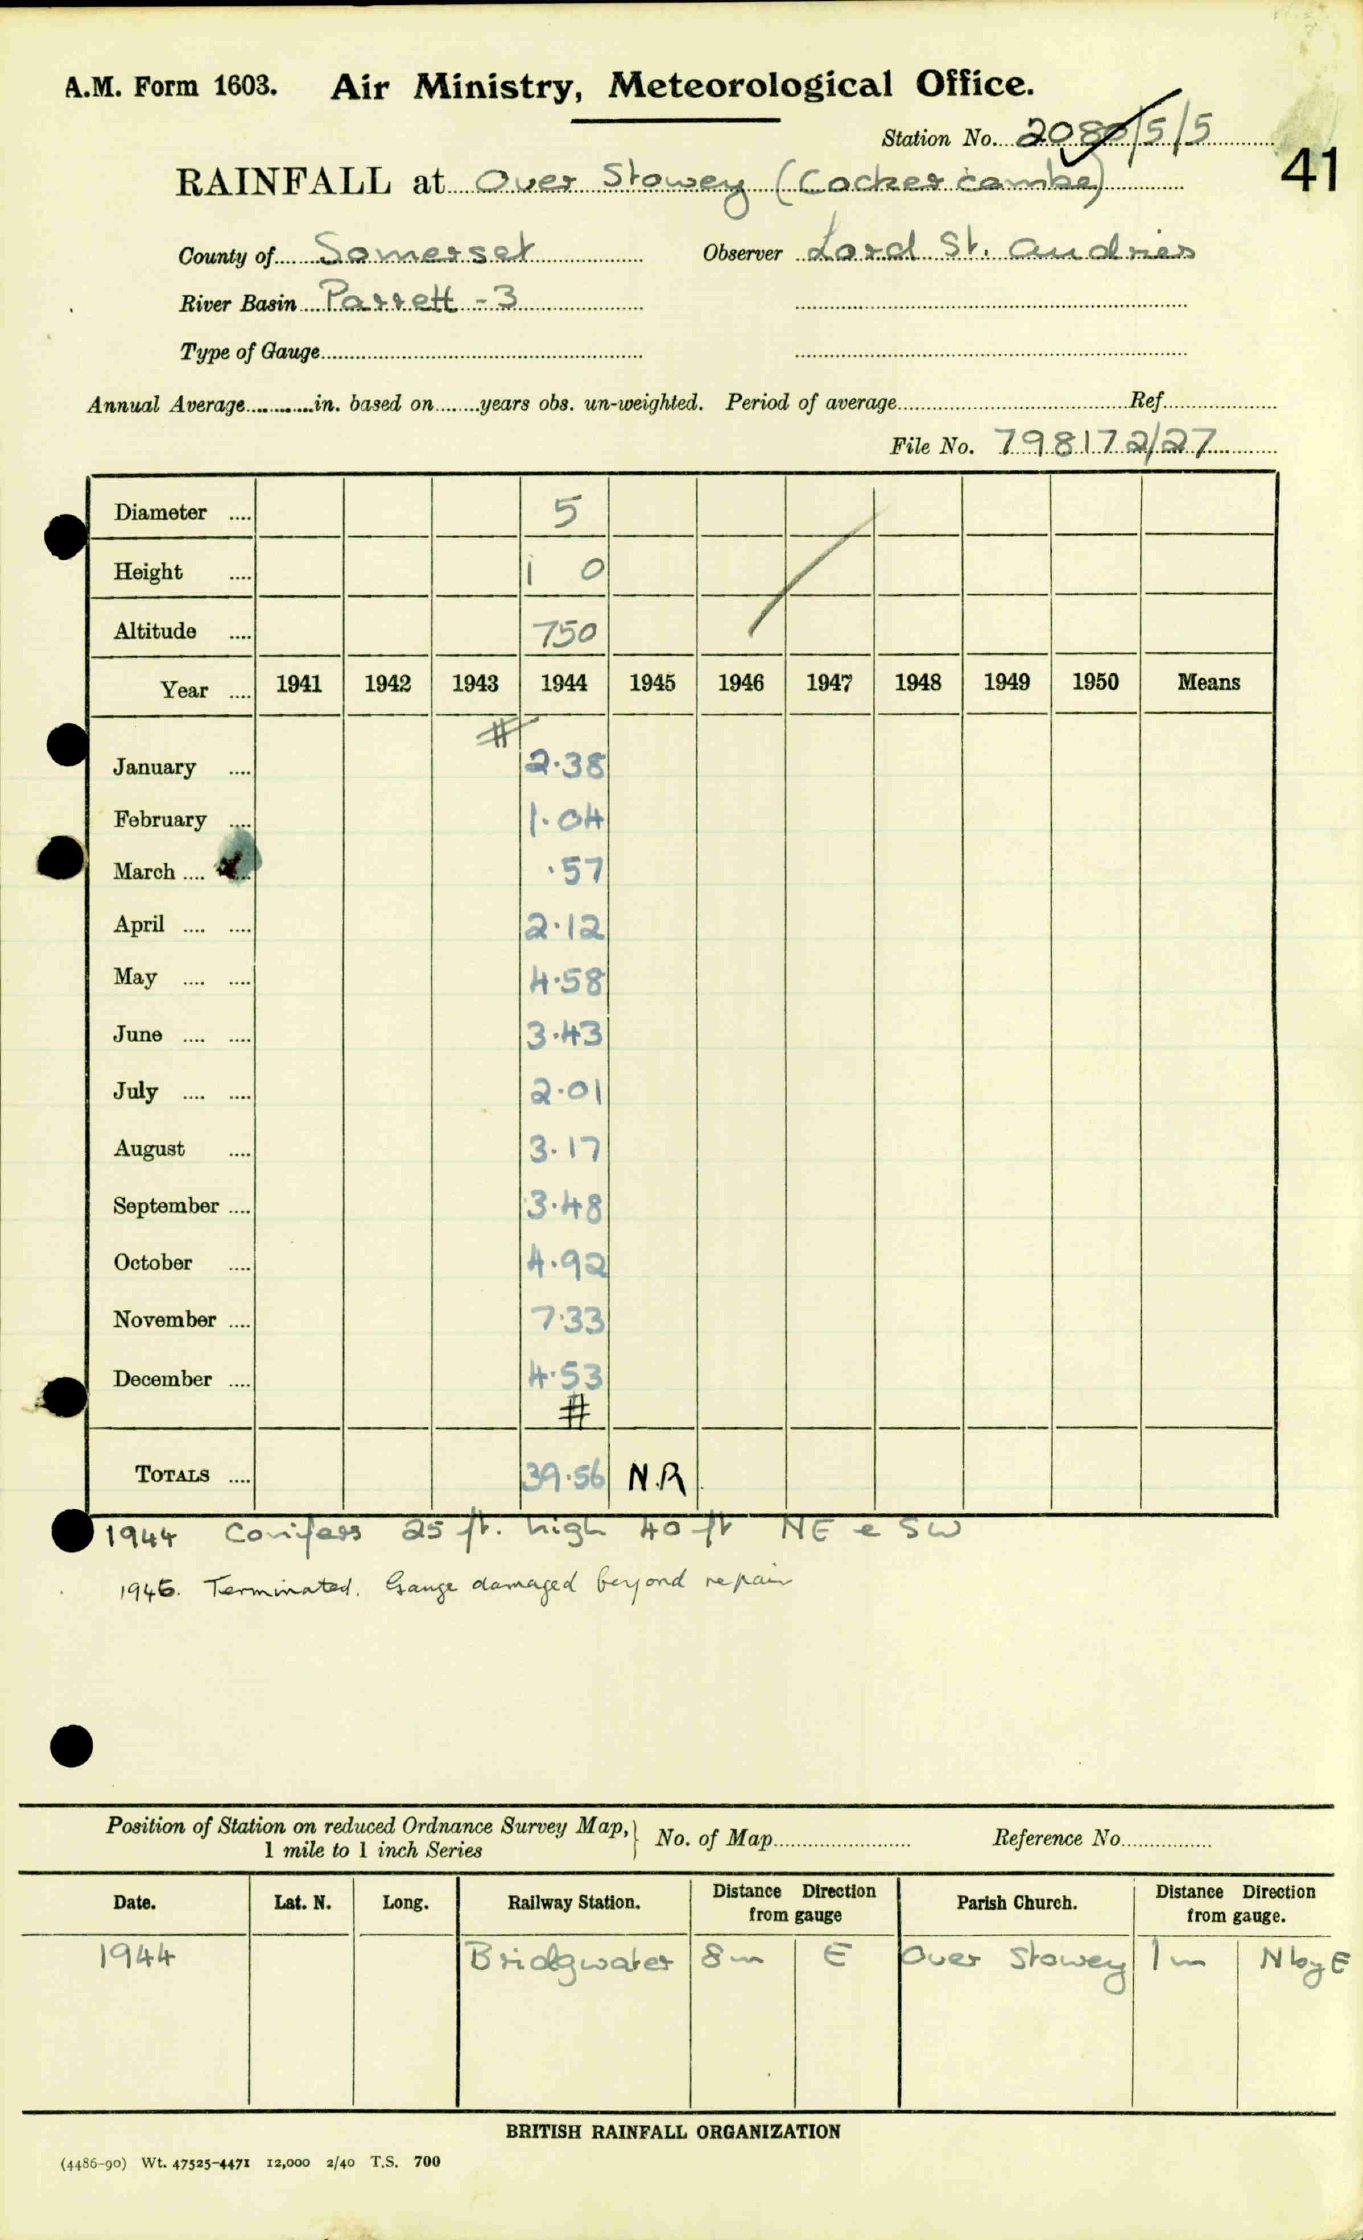 A.M. Form 1603. Air Ministry, Meteorological Office.
Station No. 2080/5/5
41
RAINFALL at Over Stowey (Cockercombe)
County of Somerset Observer Lord St. Audries
River Basin Parrett - 3
Type of Gauge
Annual Average in. based on years obs. un-weighted. Period of average Ref.
File No. 798172/27
Diameter .... 5
Height .... 1 0
Altitude .... 750
Year .... 1941 1942 1943 1944 1945 1946 1947 1948 1949 1950 Means
#
January .... 2.38
February .... 1.04
March .... .57
April .... .... 2.12
May .... .... 4.58
June .... .... 3.43
July .... .... 2.01
August .... 3.17
September .... 3.48
October .... 4.92
November .... 7.33
December .... 4.53
#
TOTALS .... 39.56 N.R.
1944 Conifers 25 ft. high 40 ft NE & SW
1945. Terminated. Gauge damaged beyond repair
Position of Station on reduced Ordnance Survey Map, 1 mile to 1 inch Series } No. of Map Reference No.
Date. Lat. N. Long. Railway Station. Distance Direction from gauge Parish Church. Distance Direction from gauge.
1944 Bridgwater 8m E Over Stowey 1m N by E
BRITISH RAINFALL ORGANIZATION
(4486-90) Wt. 47525-4471 12,000 2/40 T.S. 700